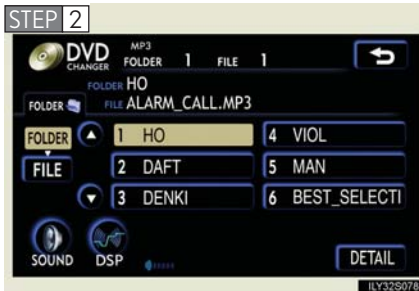 STEP 2
DVD CHANGER MP3 FOLDER 1 FILE 1
FOLDER HO
FOLDER FILE ALARM_CALL.MP3
FOLDER 1 HO 4 VIOL
FILE 2 DAFT 5 MAN
3 DENKI 6 BEST_SELECTI
SOUND DSP DETAIL
ILY32S078